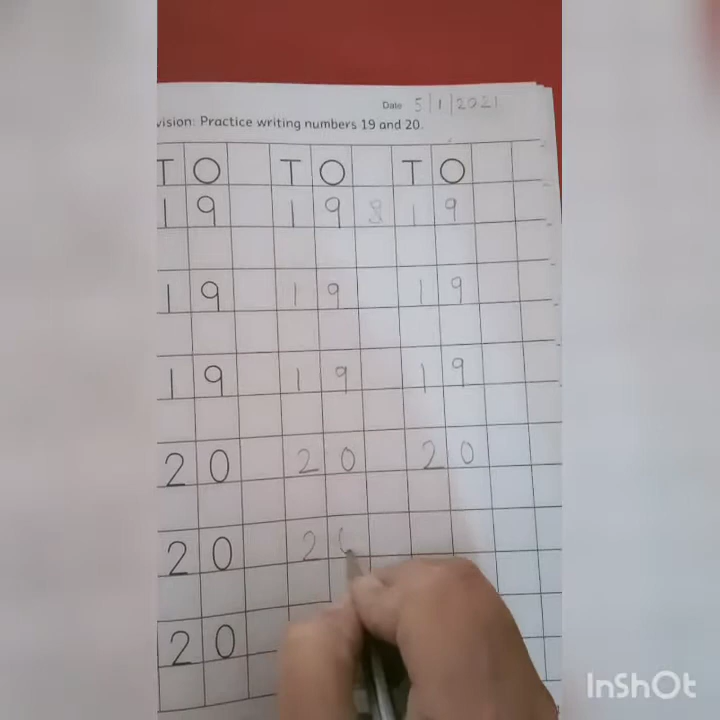 Date 5|1|2021
vision: Practice writing numbers 19 and 20.
T O T O T O
1 9 1 9 8 1 9
1 9 1 9 1 9
1 9 1 9 1 9
2 0 2 0 2 0
2 0 2
2 0
InShOt